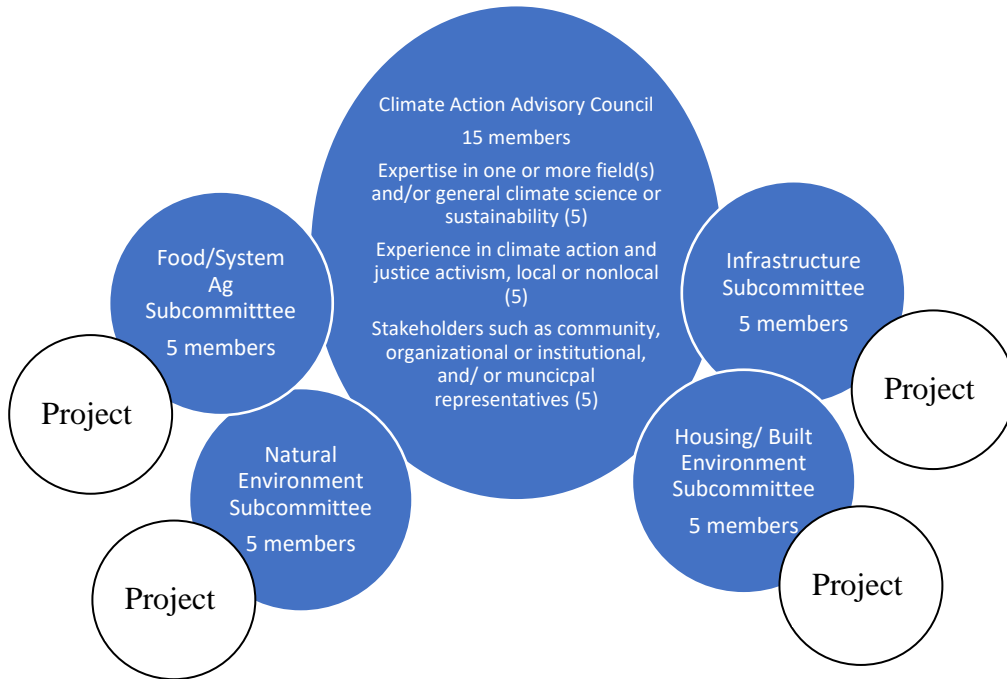 Climate Action Advisory Council
15 members
Expertise in one or more field(s)
and/or general climate science or
sustainability (5)
Experience in climate action and
justice activism, local or nonlocal
(5)
Stakeholders such as community,
organizational or institutional,
and/ or muncicpal
representatives (5)
Food/System
Ag
Subcommitttee
5 members
Project
Natural
Environment
Subcommittee
5 members
Project
Infrastructure
Subcommittee
5 members
Project
Housing/ Built
Environment
Subcommittee
5 members
Project